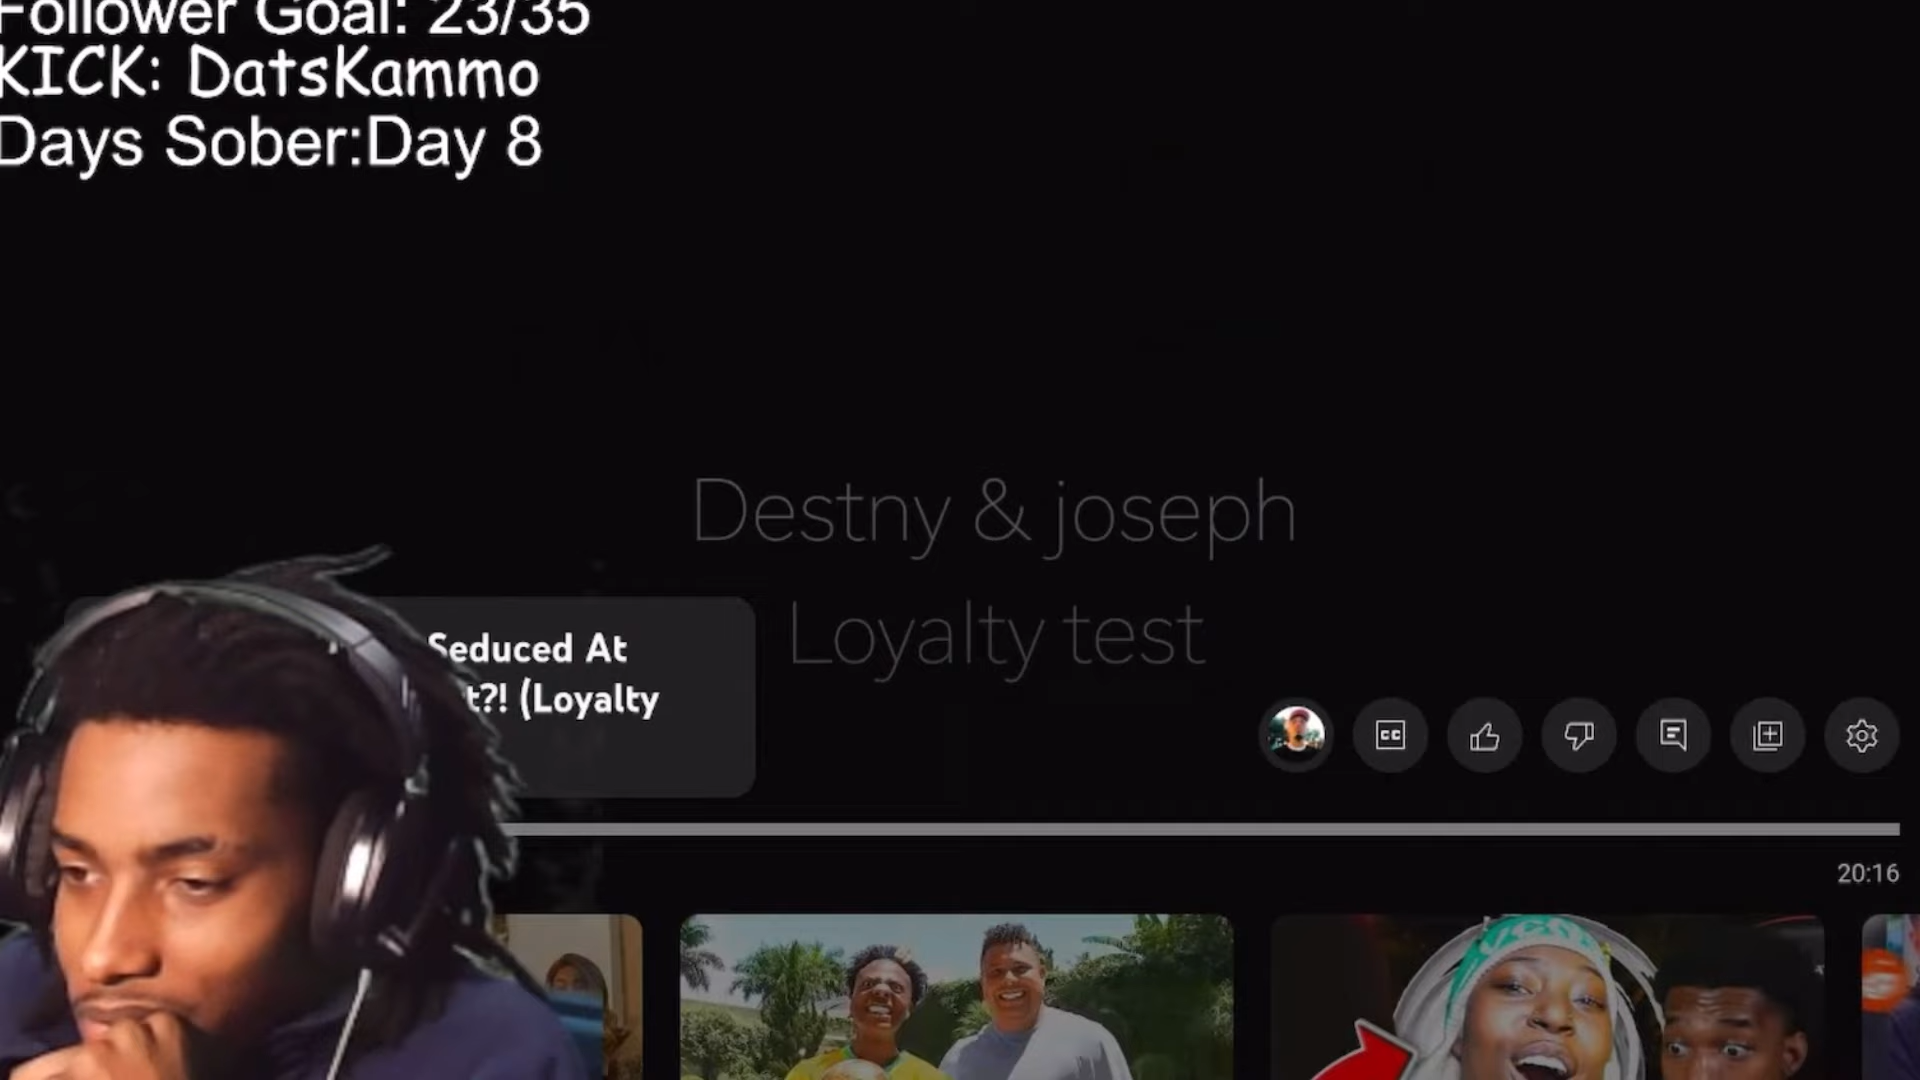 Follower Goal: 23/35
KICK: DatsKammo
Days Sober:Day 8
Destny & joseph
Loyalty test
Seduced At
?! (Loyalty
CC
20:16